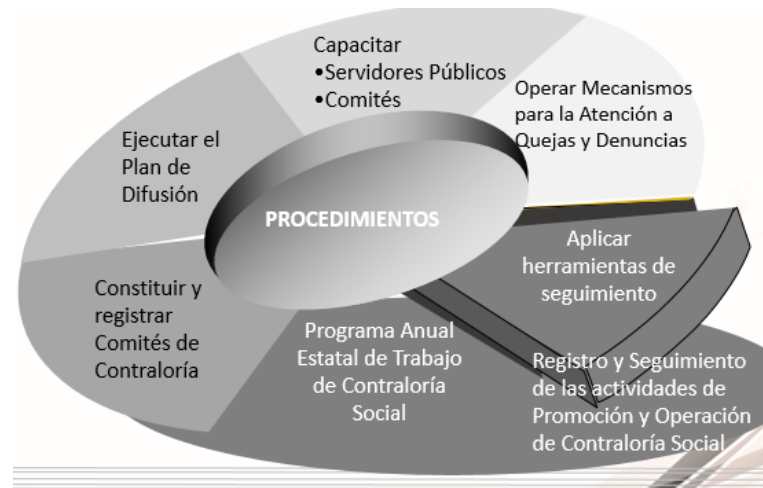 Capacitar
•Servidores Públicos
•Comités
Operar Mecanismos
para la Atención a
Quejas y Denuncias
Ejecutar el
Plan de
Difusión
PROCEDIMIENTOS
Aplicar
herramientas de
seguimiento
Constituir y
registrar
Comités de
Contraloría
Programa Anual
Estatal de Trabajo
de Contraloría
Social
Registro y Seguimiento
de las actividades de
Promoción y Operación
de Contraloría Social